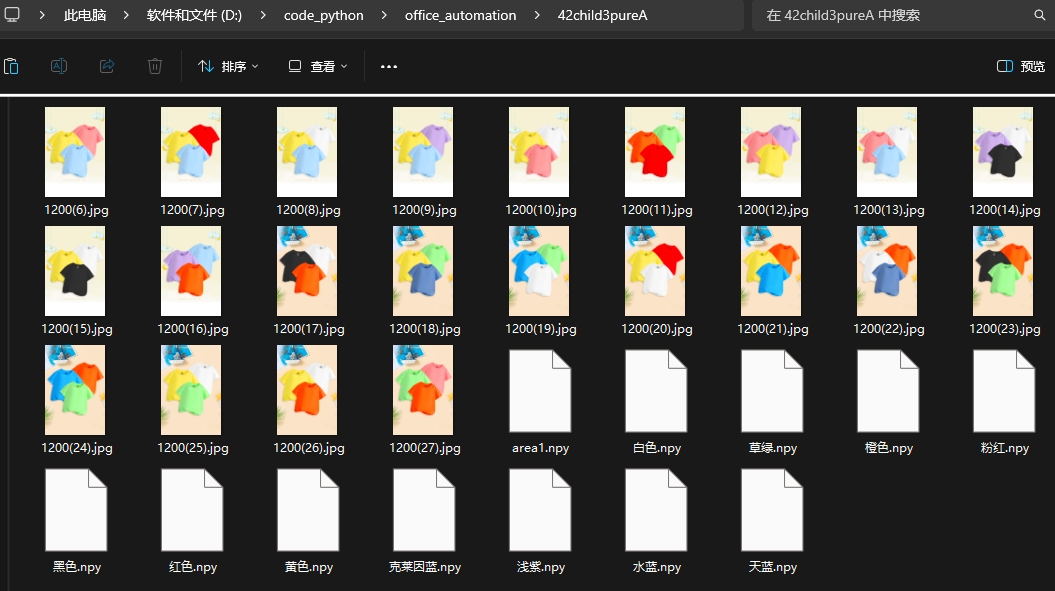 此电脑 > 软件和文件 (D:) > code_python > office_automation > 42child3pureA
在 42child3pureA 中搜索
排序 查看 ... 预览
1200(6).jpg 1200(7).jpg 1200(8).jpg 1200(9).jpg 1200(10).jpg 1200(11).jpg 1200(12).jpg 1200(13).jpg 1200(14).jpg
1200(15).jpg 1200(16).jpg 1200(17).jpg 1200(18).jpg 1200(19).jpg 1200(20).jpg 1200(21).jpg 1200(22).jpg 1200(23).jpg
1200(24).jpg 1200(25).jpg 1200(26).jpg 1200(27).jpg area1.npy 白色.npy 草绿.npy 橙色.npy 粉红.npy
黑色.npy 红色.npy 黄色.npy 克莱因蓝.npy 浅紫.npy 水蓝.npy 天蓝.npy